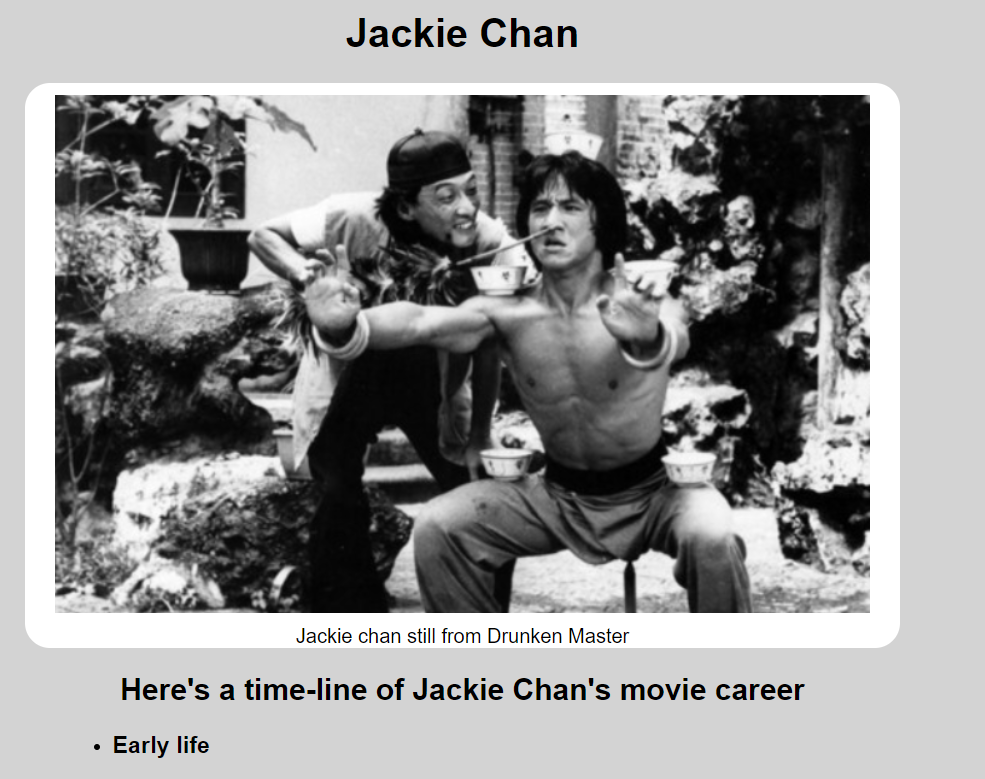 Jackie Chan
Jackie chan still from Drunken Master
Here's a time-line of Jackie Chan's movie career
• Early life